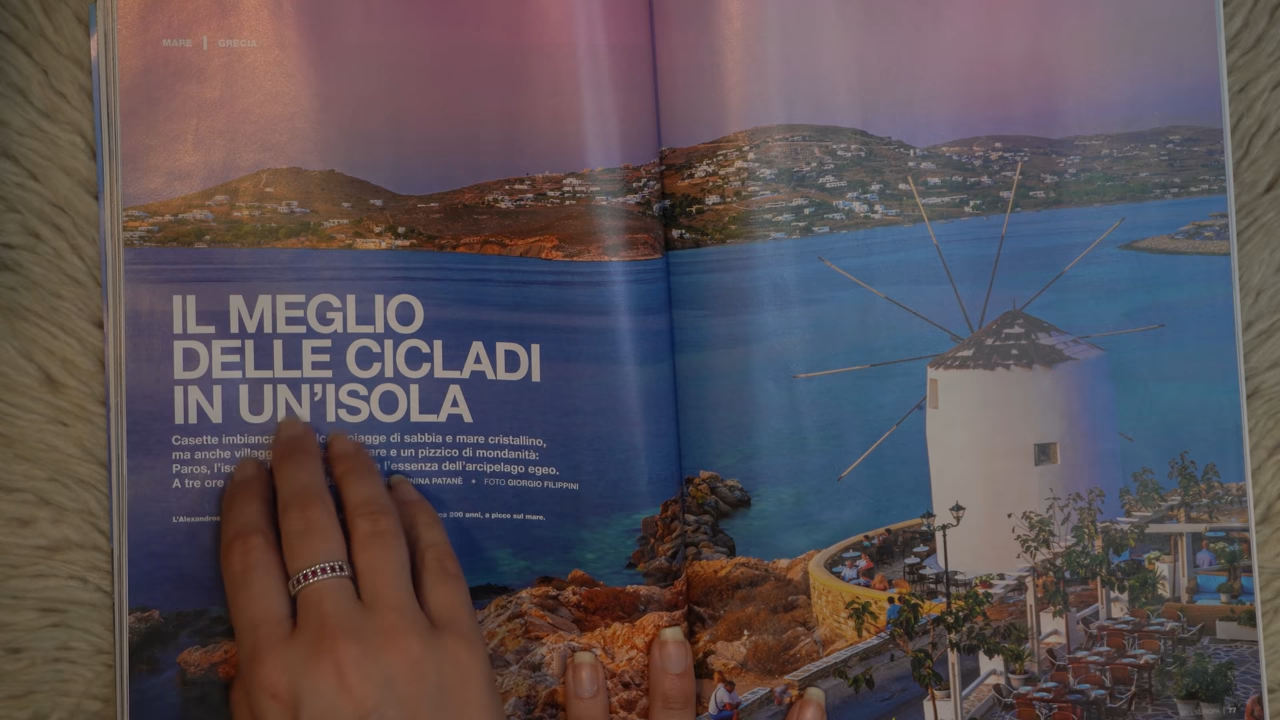 MARE | GRECIA
IL MEGLIO
DELLE CICLADI
IN UN'ISOLA
Casette imbianca piagge di sabbia e mare cristallino,
ma anche villagg are e un pizzico di mondanità:
Paros, l'iso e l'essenza dell'arcipelago egeo.
A tre ore NINA PATANÈ • FOTO GIORGIO FILIPPINI
L'Alexandros ca 200 anni, a picco sul mare.
77